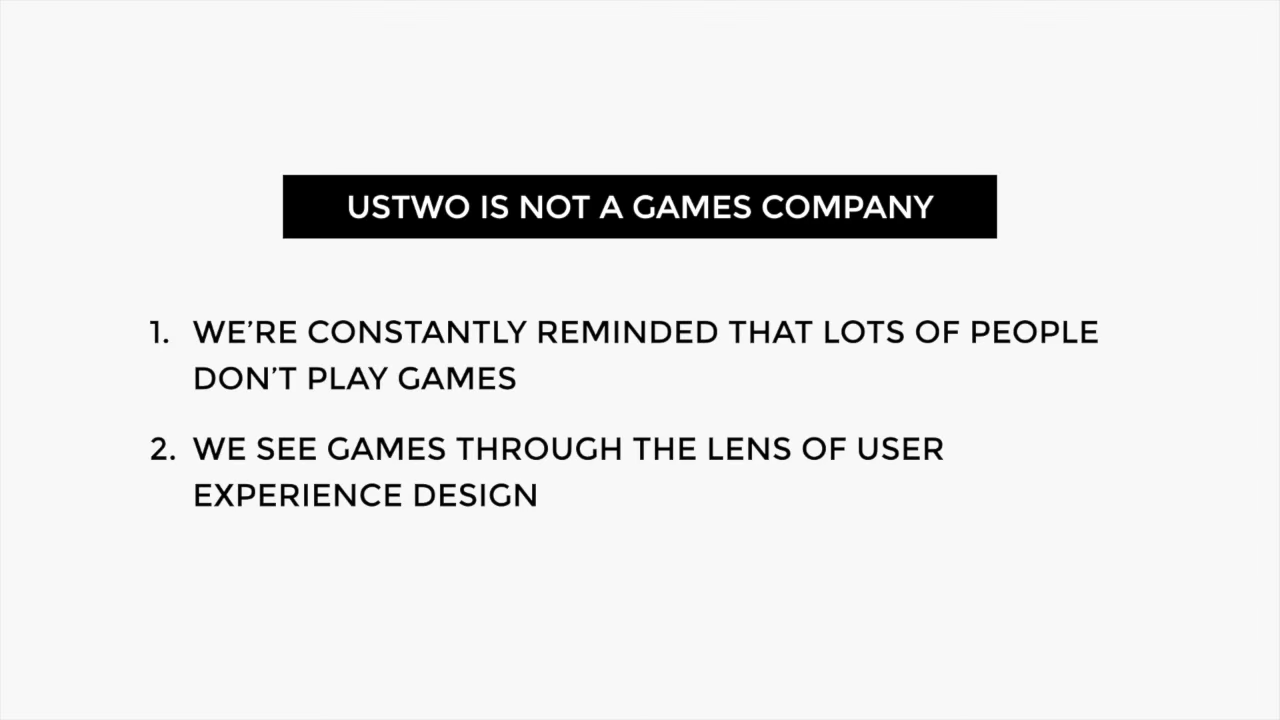 USTWO IS NOT A GAMES COMPANY
1. WE’RE CONSTANTLY REMINDED THAT LOTS OF PEOPLE
DON’T PLAY GAMES
2. WE SEE GAMES THROUGH THE LENS OF USER
EXPERIENCE DESIGN